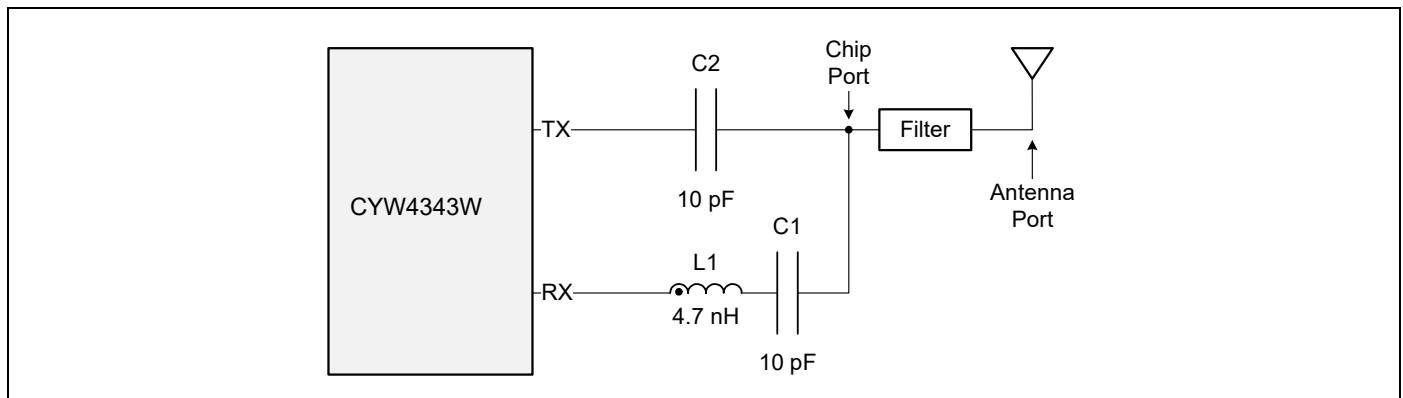 Chip
Port
C2
TX
Filter
10 pF
Antenna
Port
CYW4343W
C1
L1
RX
4.7 nH
10 pF